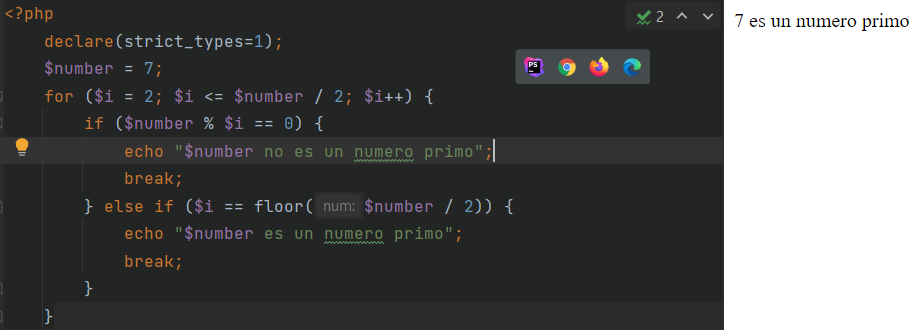 <?php
declare(strict_types=1);
$number = 7;
for ($i = 2; $i <= $number / 2; $i++) {
if ($number % $i == 0) {
echo "$number no es un numero primo";
break;
} else if ($i == floor( num: $number / 2)) {
echo "$number es un numero primo";
break;
}
}
2
PS
7 es un numero primo